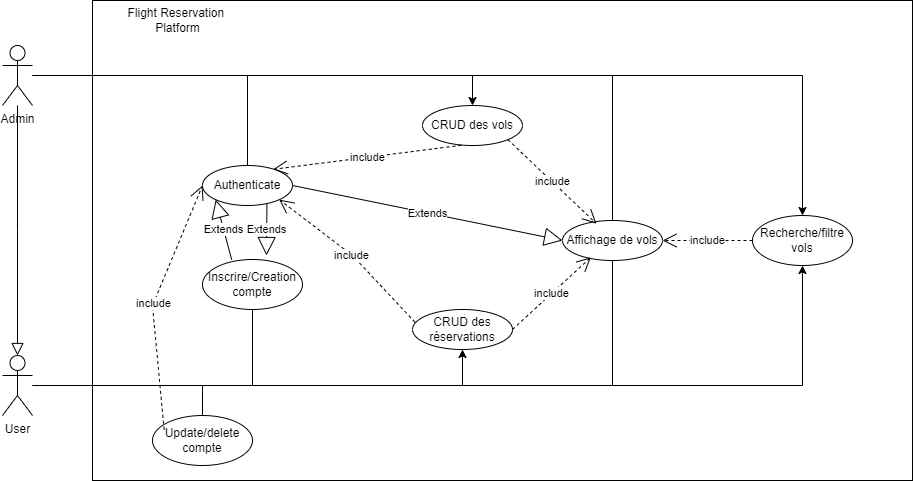 Flight Reservation
Platform
Admin
CRUD des vols
include
Authenticate
include
Extends
Extends
Extends
Affichage de vols
include
Recherche/filtre
vols
include
Inscrire/Creation
compte
include
include
CRUD des
réservations
User
Update/delete
compte